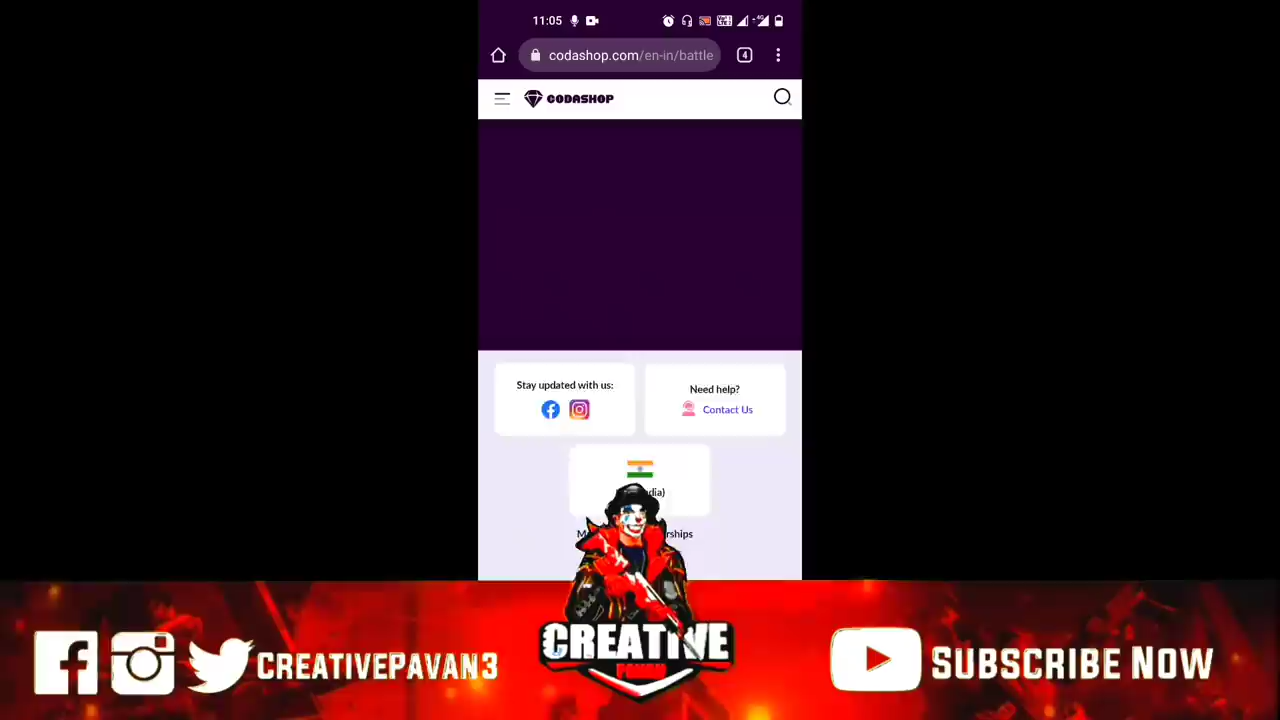 11:05
codashop.com/en-in/battle
4
CODASHOP
Stay updated with us:
Need help?
Contact Us
CREATIVE
CREATIVEPAVAN3
SUBSCRIBE NOW